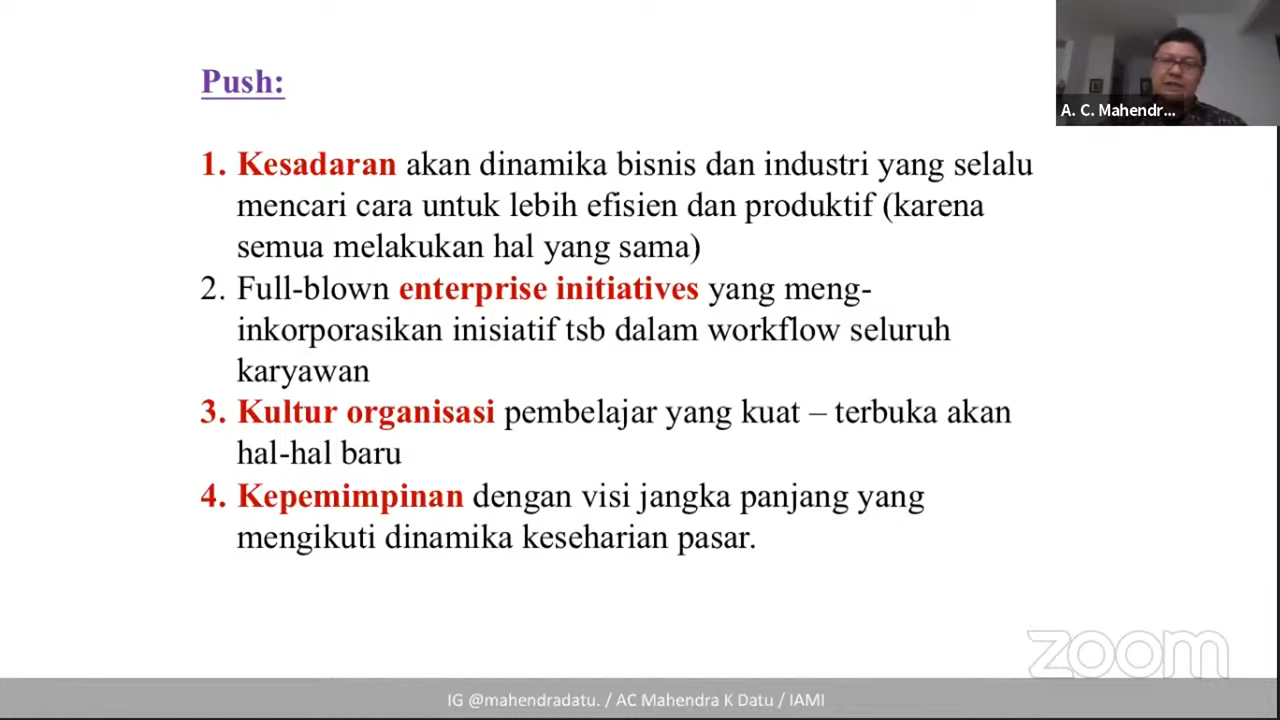 Push:
A. C. Mahendr...
1. Kesadaran akan dinamika bisnis dan industri yang selalu
mencari cara untuk lebih efisien dan produktif (karena
semua melakukan hal yang sama)
2. Full-blown enterprise initiatives yang meng-
inkorporasikan inisiatif tsb dalam workflow seluruh
karyawan
3. Kultur organisasi pembelajar yang kuat – terbuka akan
hal-hal baru
4. Kepemimpinan dengan visi jangka panjang yang
mengikuti dinamika keseharian pasar.
zoom
IG @mahendradatu. / AC Mahendra K Datu / IAMI